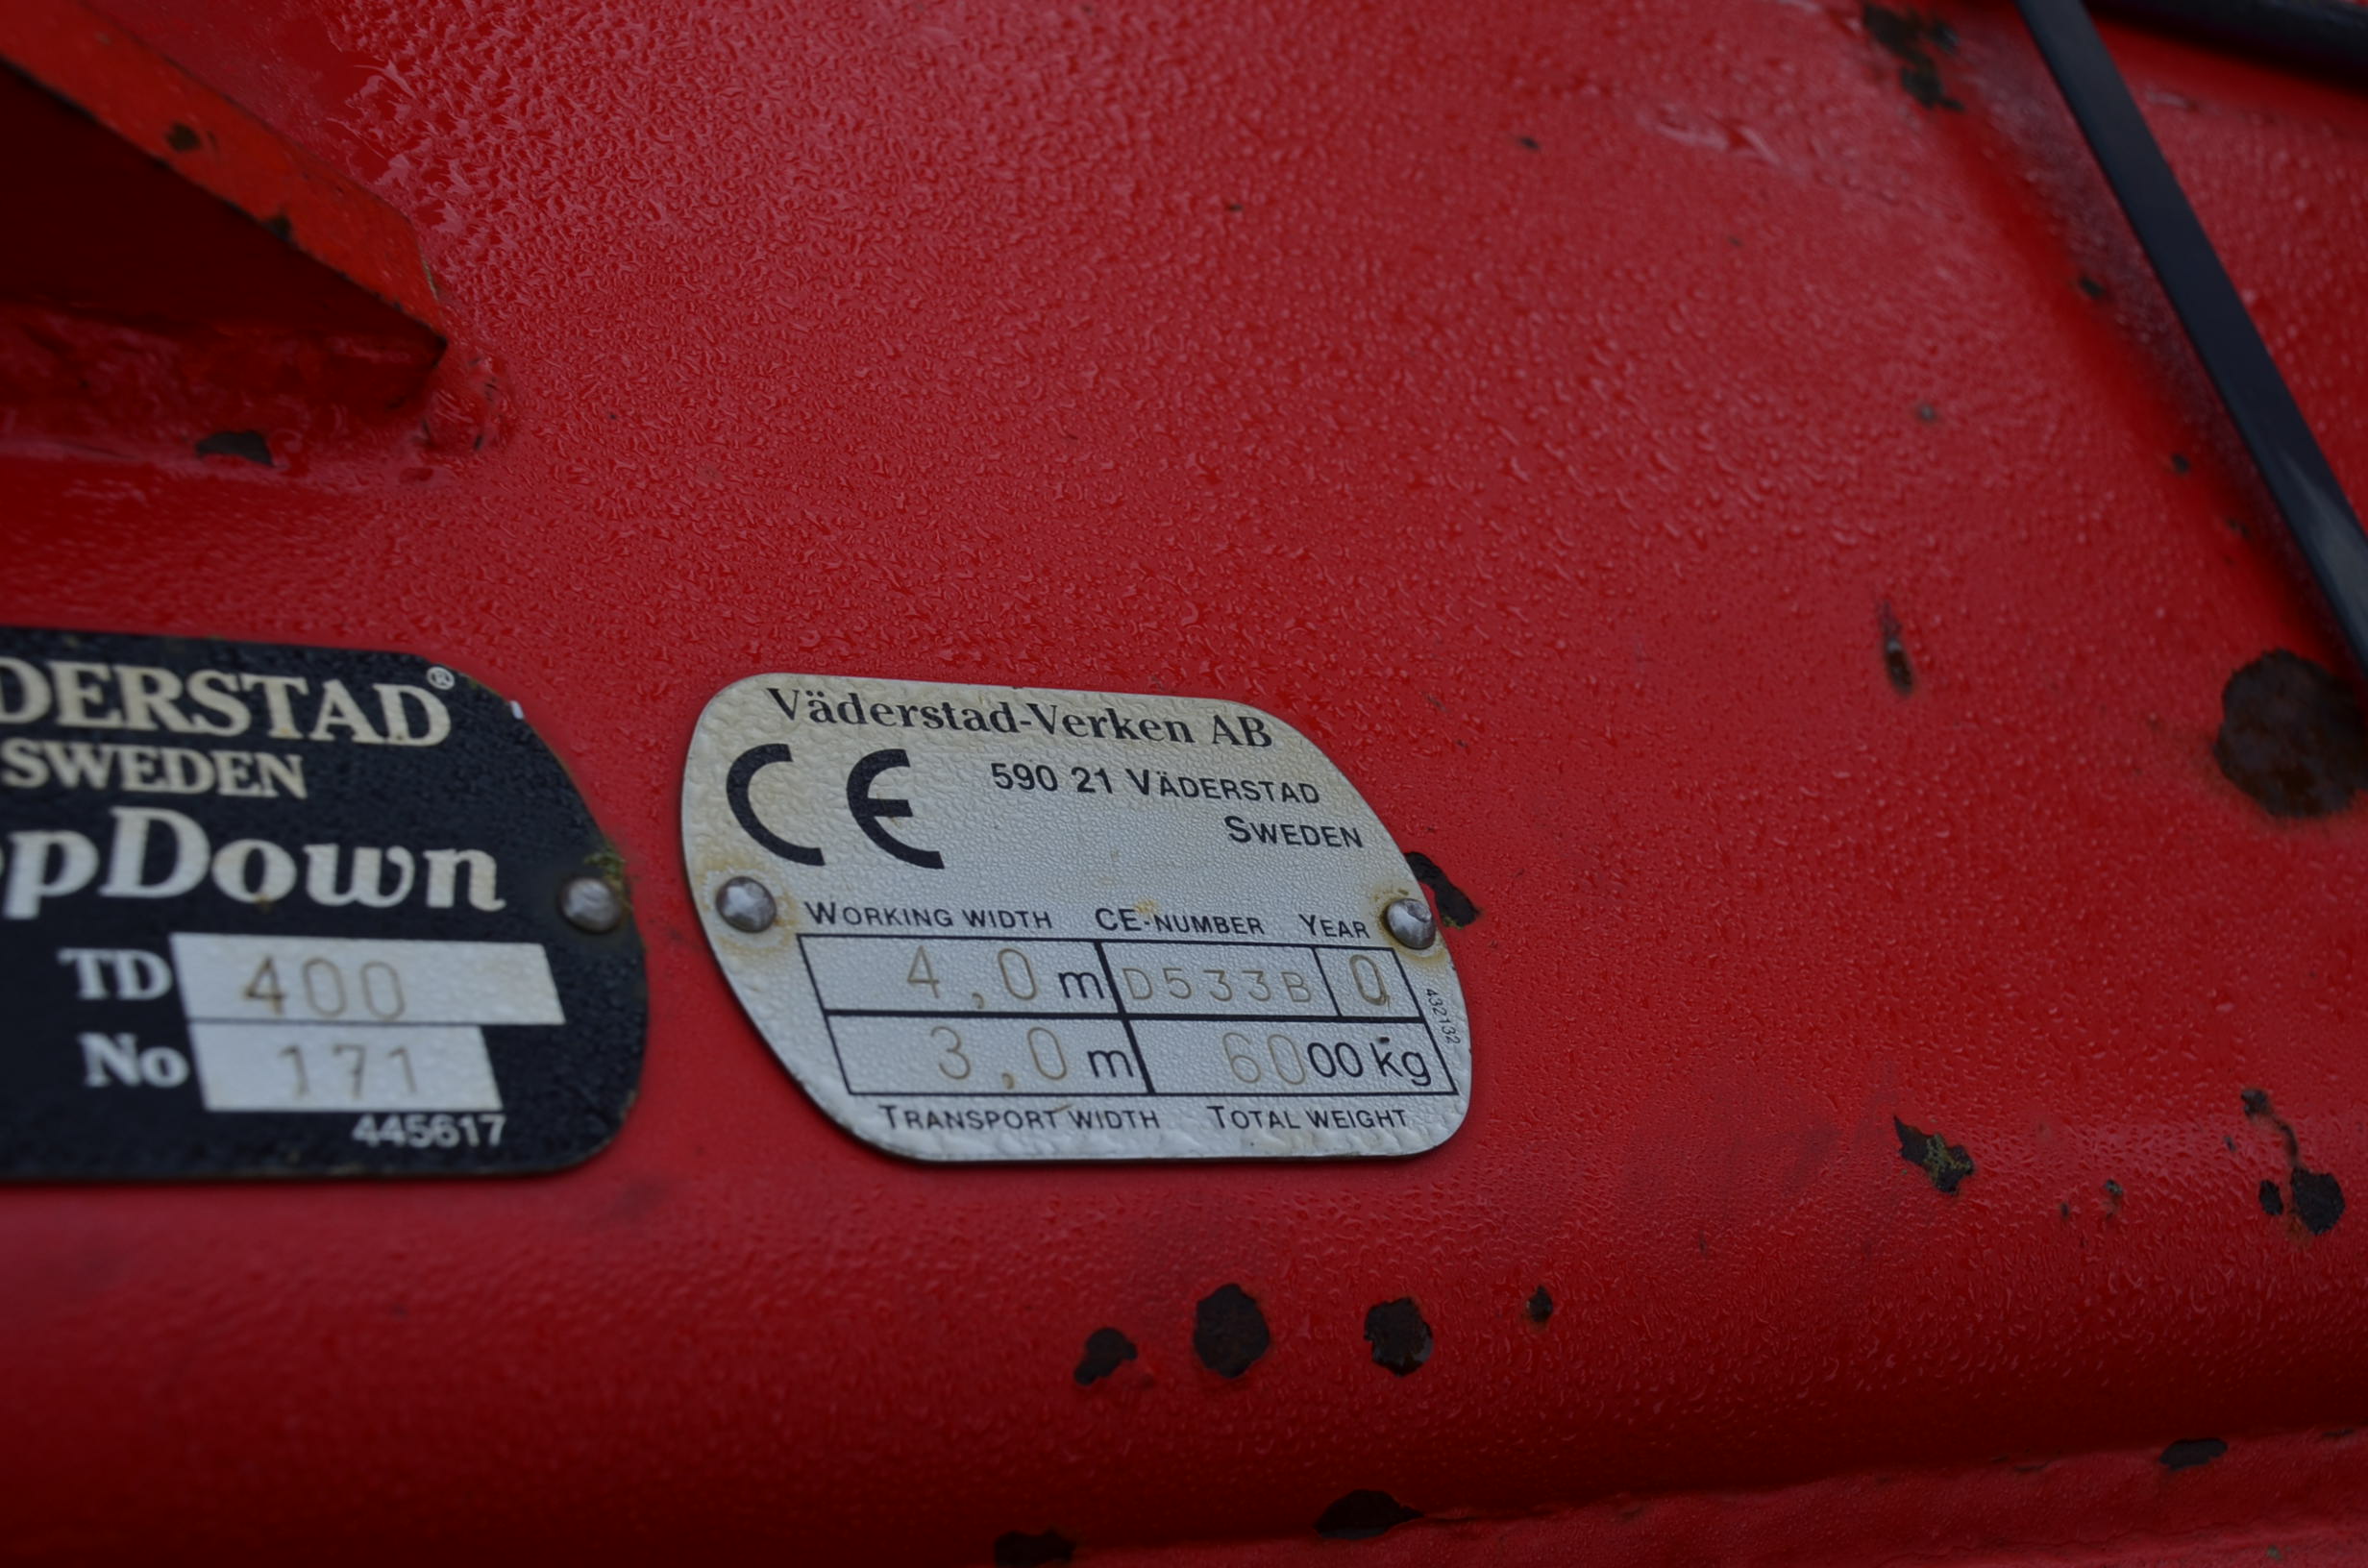 DERSTAD®
SWEDEN
pDown
TD 400
No 171
445617
Väderstad-Verken AB
CE 590 21 VÄDERSTAD
SWEDEN
WORKING WIDTH CE-NUMBER YEAR
4,0 m D533B 0
3,0 m 6000 kg
TRANSPORT WIDTH TOTAL WEIGHT
432132